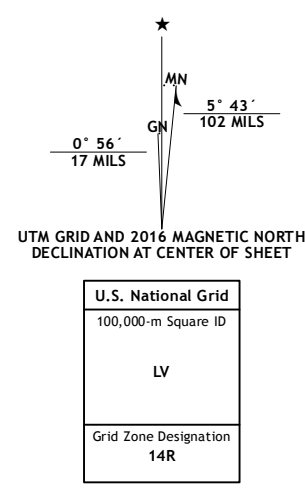 ★
MN
GN
5° 43´
102 MILS
0° 56´
17 MILS
UTM GRID AND 2016 MAGNETIC NORTH
DECLINATION AT CENTER OF SHEET
U.S. National Grid
100,000-m Square ID
LV
Grid Zone Designation
14R